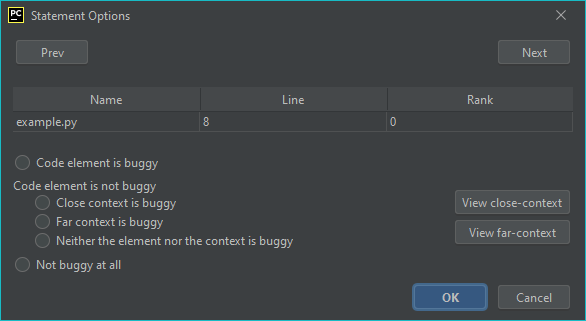 PC Statement Options
Prev Next
Name Line Rank
example.py 8 0
Code element is buggy
Code element is not buggy
Close context is buggy View close-context
Far context is buggy
Neither the element nor the context is buggy View far-context
Not buggy at all
OK Cancel